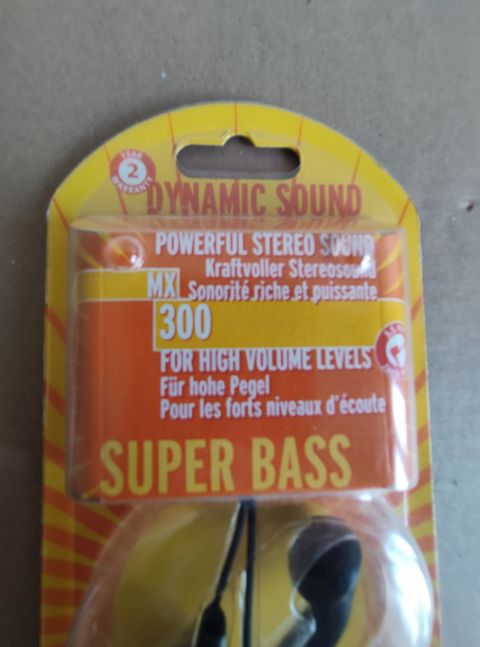 YEAR
2
WARRANTY
DYNAMIC SOUND
POWERFUL STEREO SOUND
Kraftvoller Stereosound
MX Sonorité riche et puissante
300
FOR HIGH VOLUME LEVELS
Für hohe Pegel
Pour les forts niveaux d'écoute
SUPER BASS